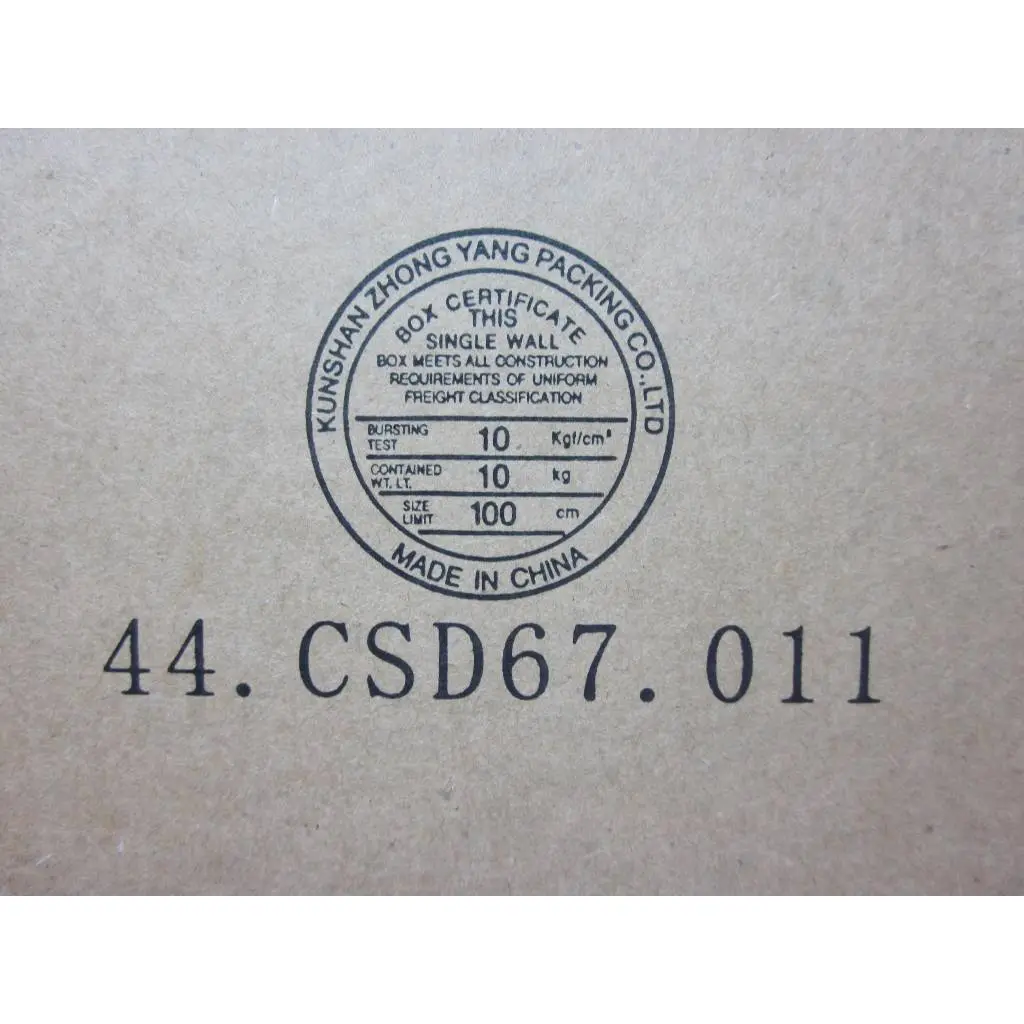 KUNSHAN ZHONG YANG PACKING CO.,LTD
BOX CERTIFICATE
THIS
SINGLE WALL
BOX MEETS ALL CONSTRUCTION
REQUIREMENTS OF UNIFORM
FREIGHT CLASSIFICATION
BURSTING TEST 10 Kgf/cm²
CONTAINED WT. LT. 10 kg
SIZE LIMIT 100 cm
MADE IN CHINA
44.CSD67.011